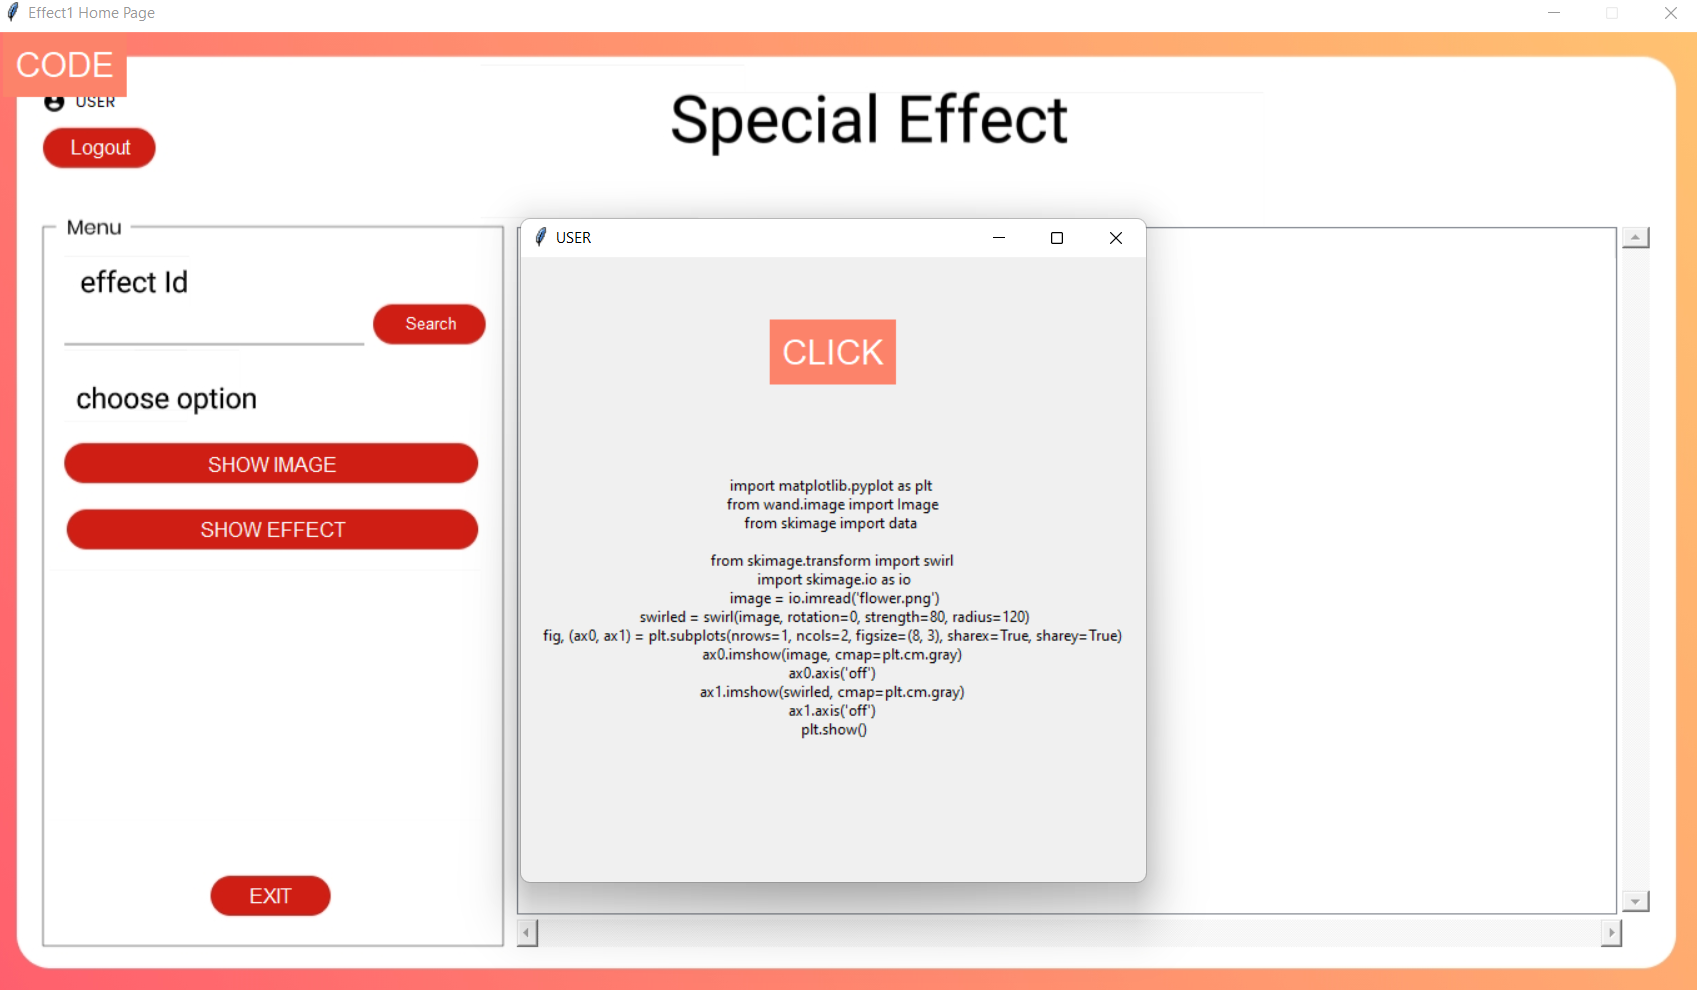 Effect1 Home Page
CODE
USER
Logout
Special Effect
Menu
effect Id
Search
choose option
SHOW IMAGE
SHOW EFFECT
EXIT
USER
CLICK
import matplotlib.pyplot as plt
from wand.image import Image
from skimage import data
from skimage.transform import swirl
import skimage.io as io
image = io.imread('flower.png')
swirled = swirl(image, rotation=0, strength=80, radius=120)
fig, (ax0, ax1) = plt.subplots(nrows=1, ncols=2, figsize=(8, 3), sharex=True, sharey=True)
ax0.imshow(image, cmap=plt.cm.gray)
ax0.axis('off')
ax1.imshow(swirled, cmap=plt.cm.gray)
ax1.axis('off')
plt.show()